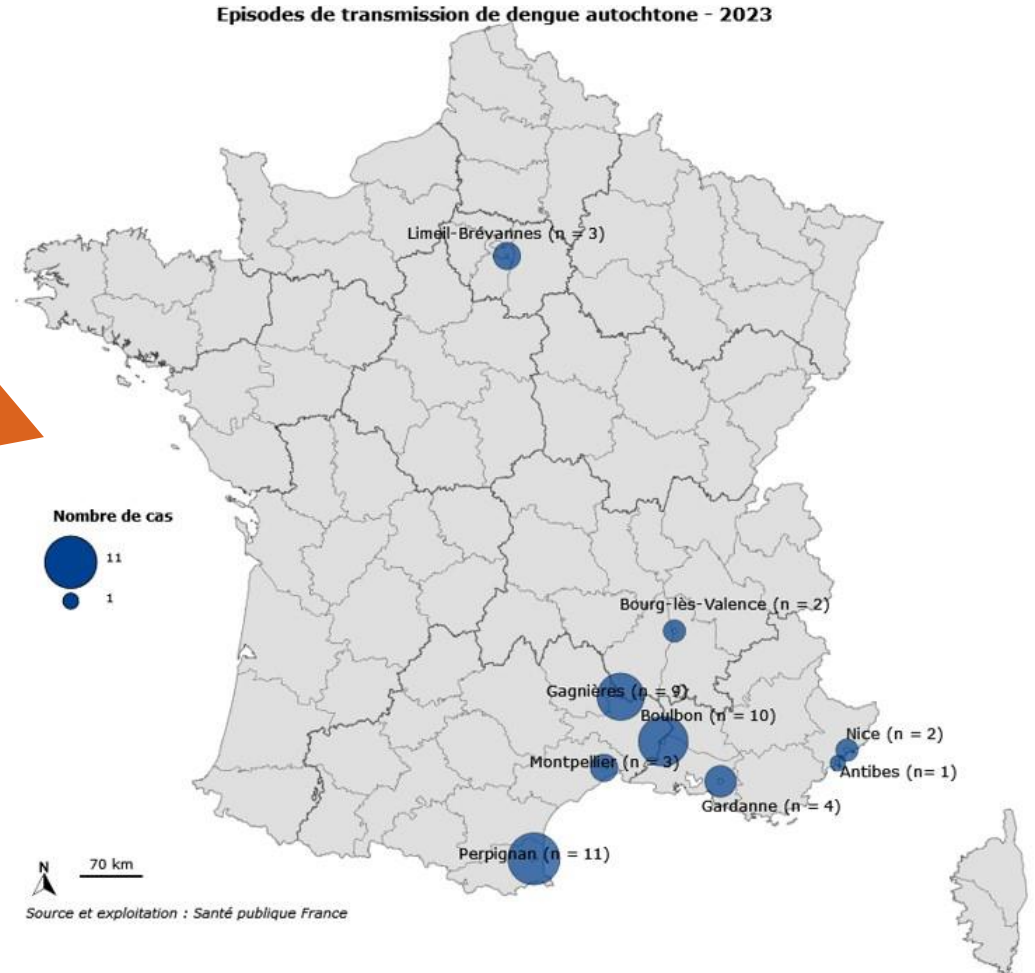 Episodes de transmission de dengue autochtone - 2023
Limeil-Brévannes (n = 3)
Nombre de cas
11
1
Bourg-lès-Valence (n = 2)
Gagnières (n = 9)
Boulbon (n = 10)
Nice (n = 2)
Montpellier (n = 3)
Antibes (n= 1)
Gardanne (n = 4)
Perpignan (n = 11)
N
70 km
Source et exploitation : Santé publique France